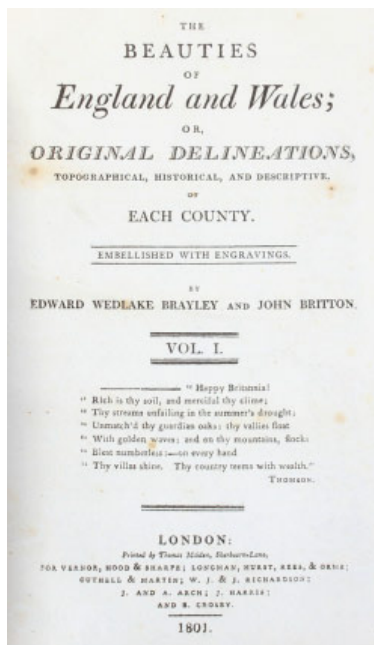 THE
BEAUTIES
OF
England and Wales;
OR,
ORIGINAL DELINEATIONS,
TOPOGRAPHICAL, HISTORICAL, AND DESCRIPTIVE,
OF
EACH COUNTY.
EMBELLISHED WITH ENGRAVINGS.
BY
EDWARD WEDLAKE BRAYLEY AND JOHN BRITTON.
VOL. I.
" Happy Britannia!
" Rich is thy soil, and merciful thy clime;
" Thy streams unfailing in the summer's drought;
" Unmatch'd thy guardian oaks; thy vallies float
" With golden waves; and on thy mountains, flocks
" Bleat numberless:—on every hand
" Thy villas shine. Thy country teems with wealth."
THOMSON.
LONDON:
Printed by Thomas Maiden, Sherbourn-Lane,
FOR VERNOR, HOOD & SHARPE; LONGMAN, HURST, REES, & ORME;
CUTHELL & MARTIN; W. J. & J. RICHARDSON;
J. AND A. ARCH; J. HARRIS;
AND B. CROSBY.
1801.